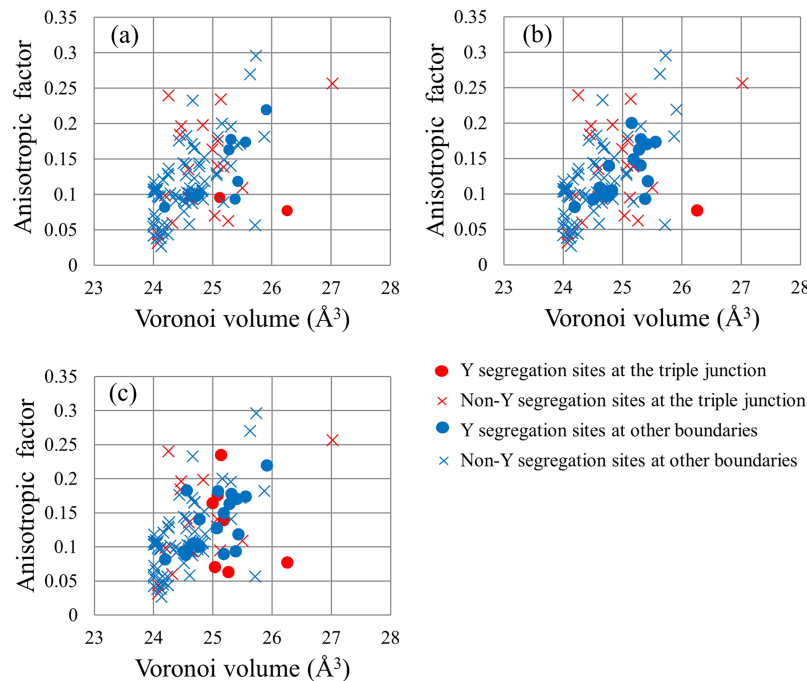 (a)
Anisotropic factor
0.35
0.3
0.25
0.2
0.15
0.1
0.05
0
23 24 25 26 27 28
Voronoi volume (Å³)
(b)
Anisotropic factor
0.35
0.3
0.25
0.2
0.15
0.1
0.05
0
23 24 25 26 27 28
Voronoi volume (Å³)
(c)
Anisotropic factor
0.35
0.3
0.25
0.2
0.15
0.1
0.05
0
23 24 25 26 27 28
Voronoi volume (Å³)
Y segregation sites at the triple junction
Non-Y segregation sites at the triple junction
Y segregation sites at other boundaries
Non-Y segregation sites at other boundaries